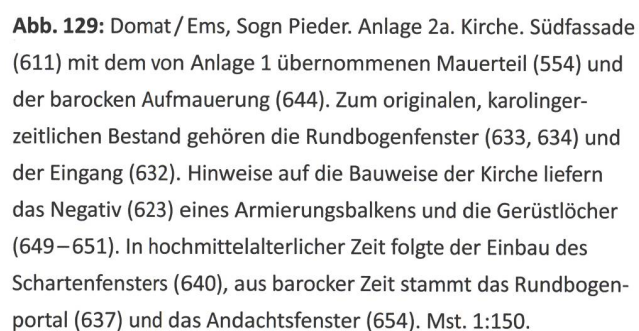 Abb. 129: Domat/Ems, Sogn Pieder. Anlage 2a. Kirche. Südfassade
(611) mit dem von Anlage 1 übernommenen Mauerteil (554) und
der barocken Aufmauerung (644). Zum originalen, karolinger-
zeitlichen Bestand gehören die Rundbogenfenster (633, 634) und
der Eingang (632). Hinweise auf die Bauweise der Kirche liefern
das Negativ (623) eines Armierungsbalkens und die Gerüstlöcher
(649–651). In hochmittelalterlicher Zeit folgte der Einbau des
Schartenfensters (640), aus barocker Zeit stammt das Rundbogen-
portal (637) und das Andachtsfenster (654). Mst. 1:150.